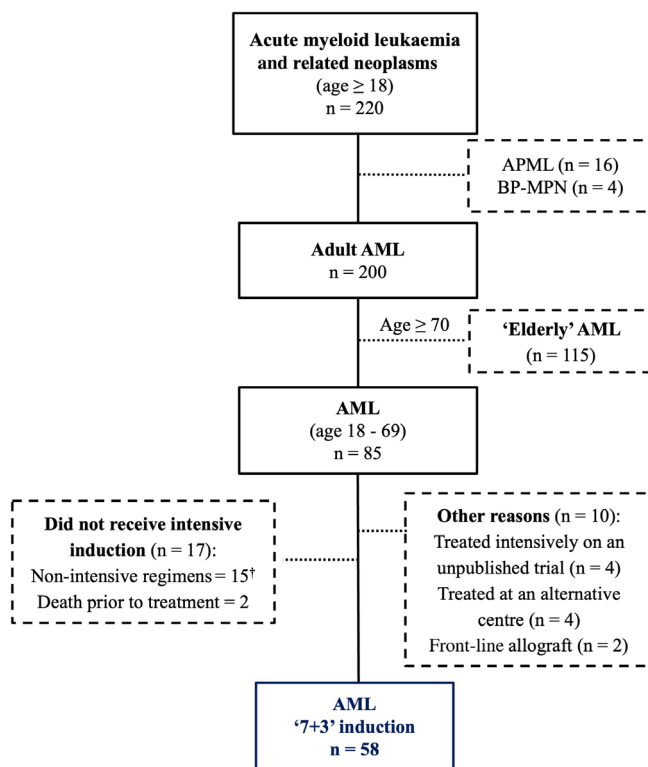 Acute myeloid leukaemia
and related neoplasms
(age ≥ 18)
n = 220
APML (n = 16)
BP-MPN (n = 4)
Adult AML
n = 200
Age ≥ 70
‘Elderly’ AML
(n = 115)
AML
(age 18 - 69)
n = 85
Did not receive intensive
induction (n = 17):
Non-intensive regimens = 15†
Death prior to treatment = 2
Other reasons (n = 10):
Treated intensively on an
unpublished trial (n = 4)
Treated at an alternative
centre (n = 4)
Front-line allograft (n = 2)
AML
‘7+3’ induction
n = 58